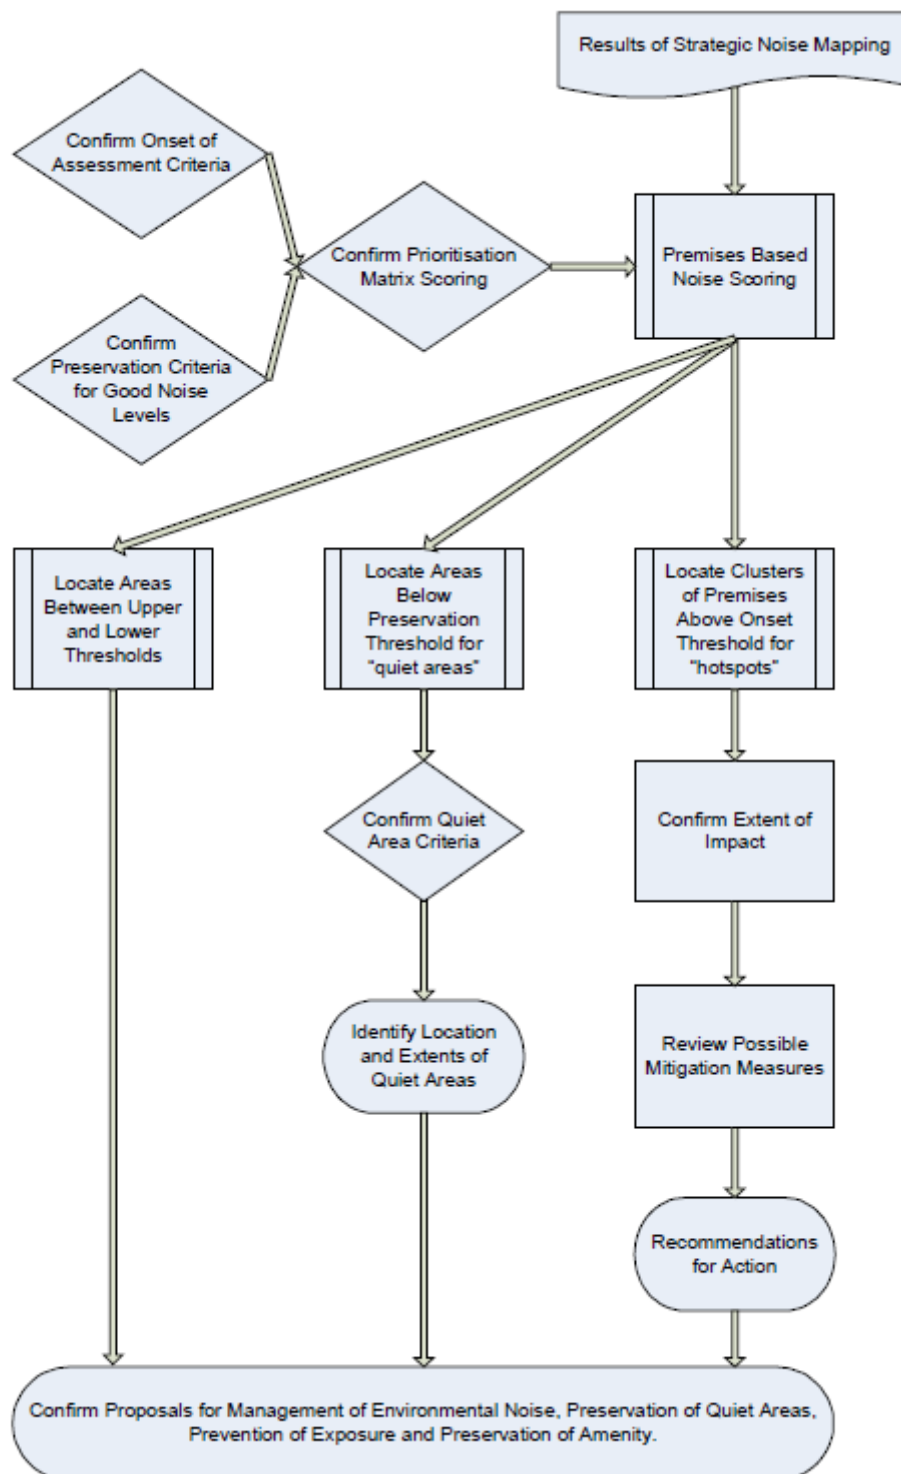 Results of Strategic Noise Mapping
Confirm Onset of
Assessment Criteria
Confirm Prioritisation
Matrix Scoring
Premises Based
Noise Scoring
Confirm
Preservation Criteria
for Good Noise
Levels
Locate Areas
Between Upper
and Lower
Thresholds
Locate Areas
Below
Preservation
Threshold for
"quiet areas"
Locate Clusters
of Premises
Above Onset
Threshold for
"hotspots"
Confirm Quiet
Area Criteria
Confirm Extent of
Impact
Identify Location
and Extents of
Quiet Areas
Review Possible
Mitigation Measures
Recommendations
for Action
Confirm Proposals for Management of Environmental Noise, Preservation of Quiet Areas,
Prevention of Exposure and Preservation of Amenity.